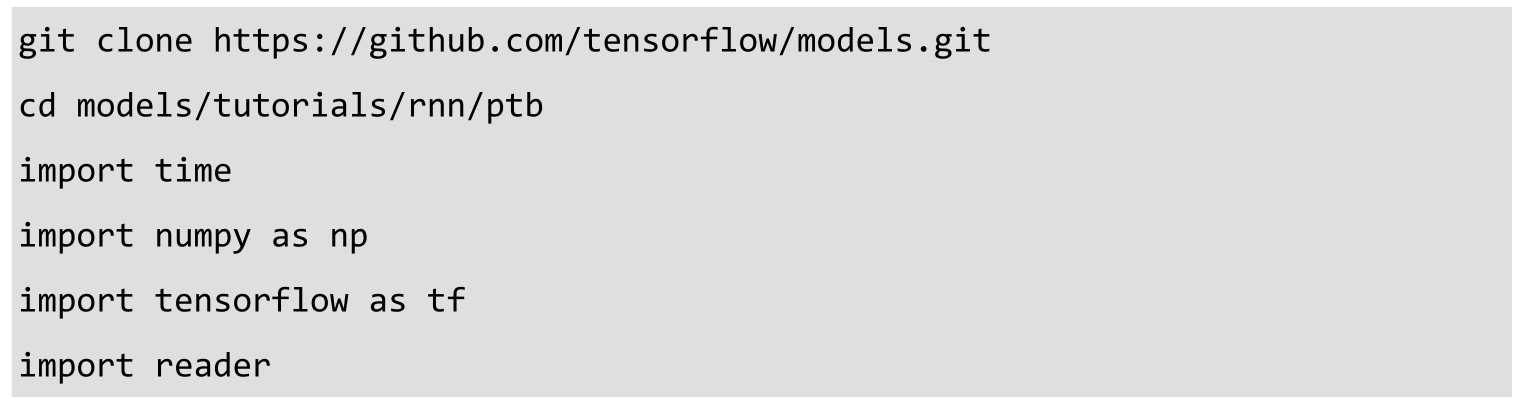 git clone https://github.com/tensorflow/models.git
cd models/tutorials/rnn/ptb
import time
import numpy as np
import tensorflow as tf
import reader